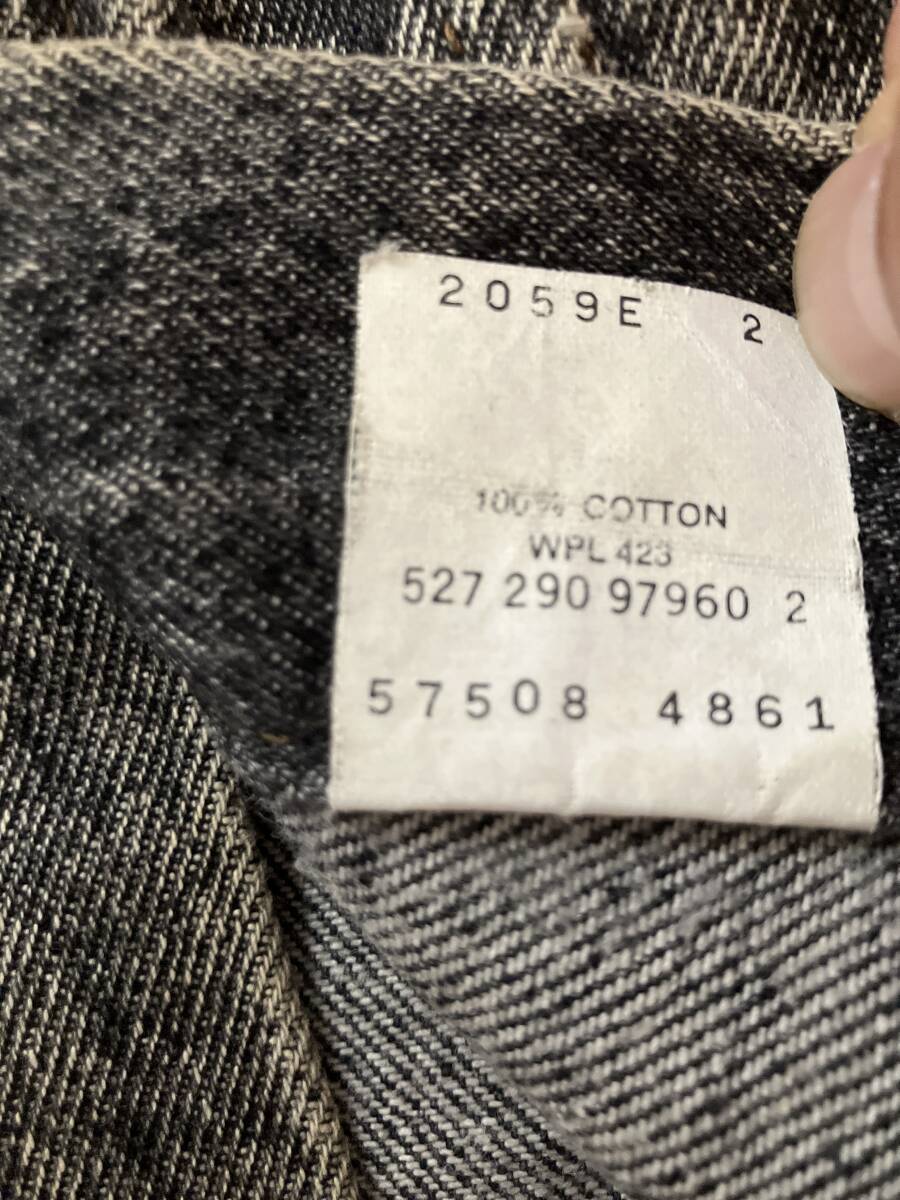 2059E 2
100% COTTON
WPL 423
527 290 97960 2
57508 4861